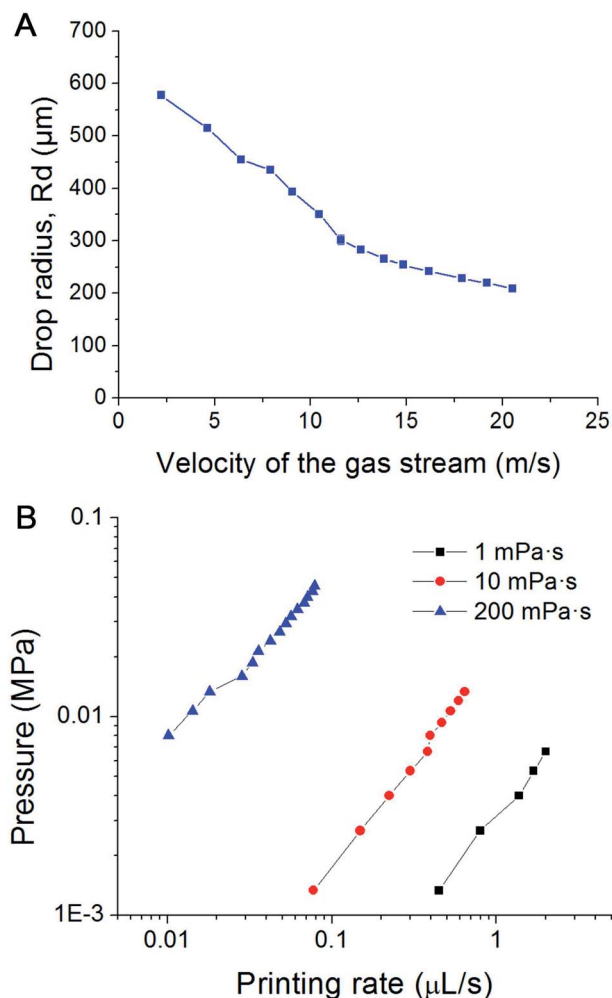 A
700
600
500
400
300
200
100
0
Drop radius, Rd (µm)
0 5 10 15 20 25
Velocity of the gas stream (m/s)
B
0.1
0.01
1E-3
Pressure (MPa)
1 mPa·s
10 mPa·s
200 mPa·s
0.01 0.1 1
Printing rate (µL/s)